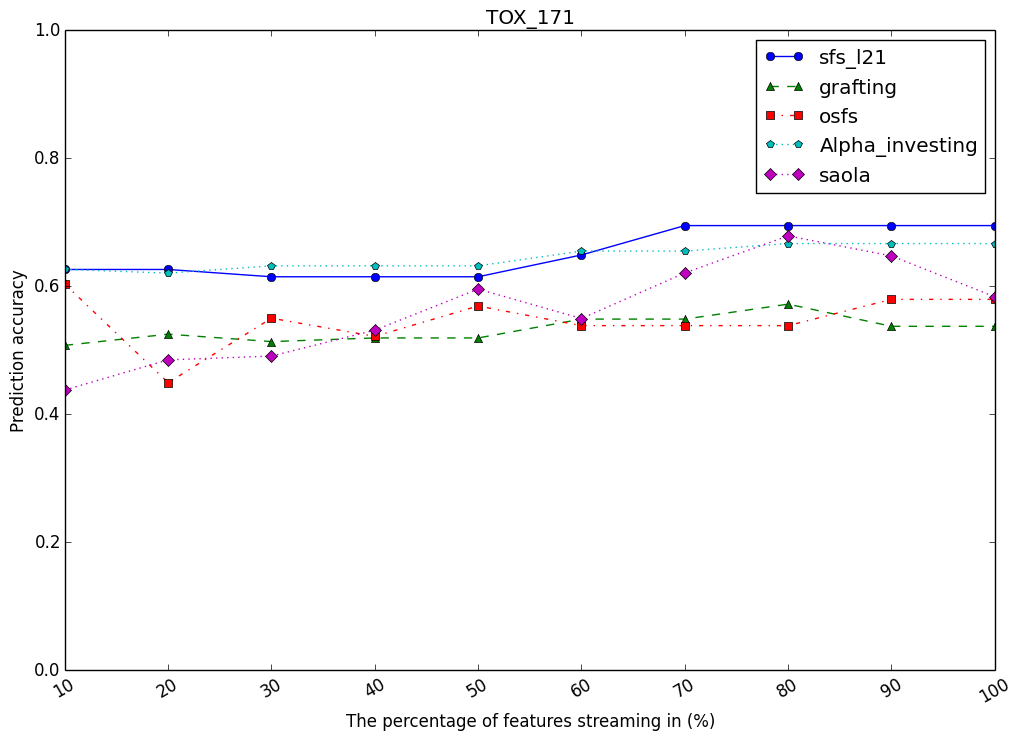 TOX_171
1.0
0.8
0.6
0.4
0.2
0.0
Prediction accuracy
10 20 30 40 50 60 70 80 90 100
The percentage of features streaming in (%)
sfs_l21
grafting
osfs
Alpha_investing
saola